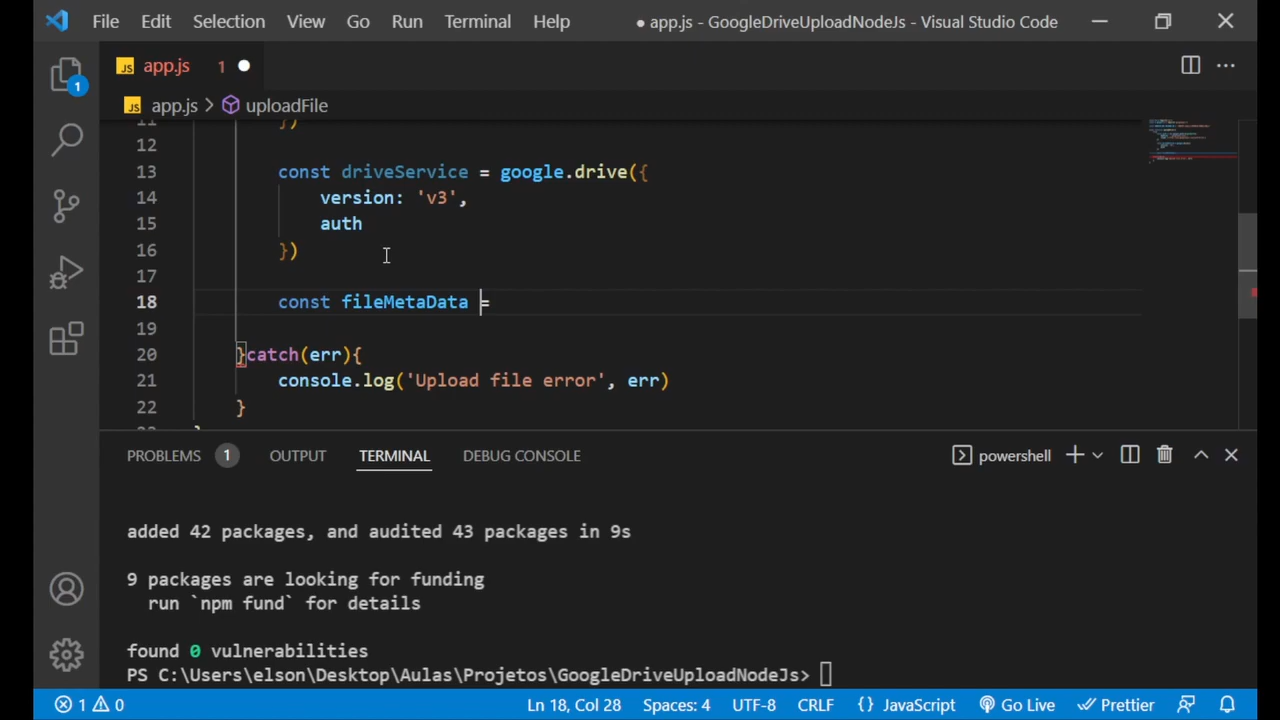 File Edit Selection View Go Run Terminal Help ● app.js - GoogleDriveUploadNodeJs - Visual Studio Code
JS app.js 1
1
JS app.js > uploadFile
11 })
12
13 const driveService = google.drive({
14 version: 'v3',
15 auth
16 })
17
18 const fileMetaData =
19
20 }catch(err){
21 console.log('Upload file error', err)
22 }
PROBLEMS 1 OUTPUT TERMINAL DEBUG CONSOLE powershell
added 42 packages, and audited 43 packages in 9s
9 packages are looking for funding
run `npm fund` for details
found 0 vulnerabilities
PS C:\Users\elson\Desktop\Aulas\Projetos\GoogleDriveUploadNodeJs>
1 0 Ln 18, Col 28 Spaces: 4 UTF-8 CRLF {} JavaScript Go Live Prettier